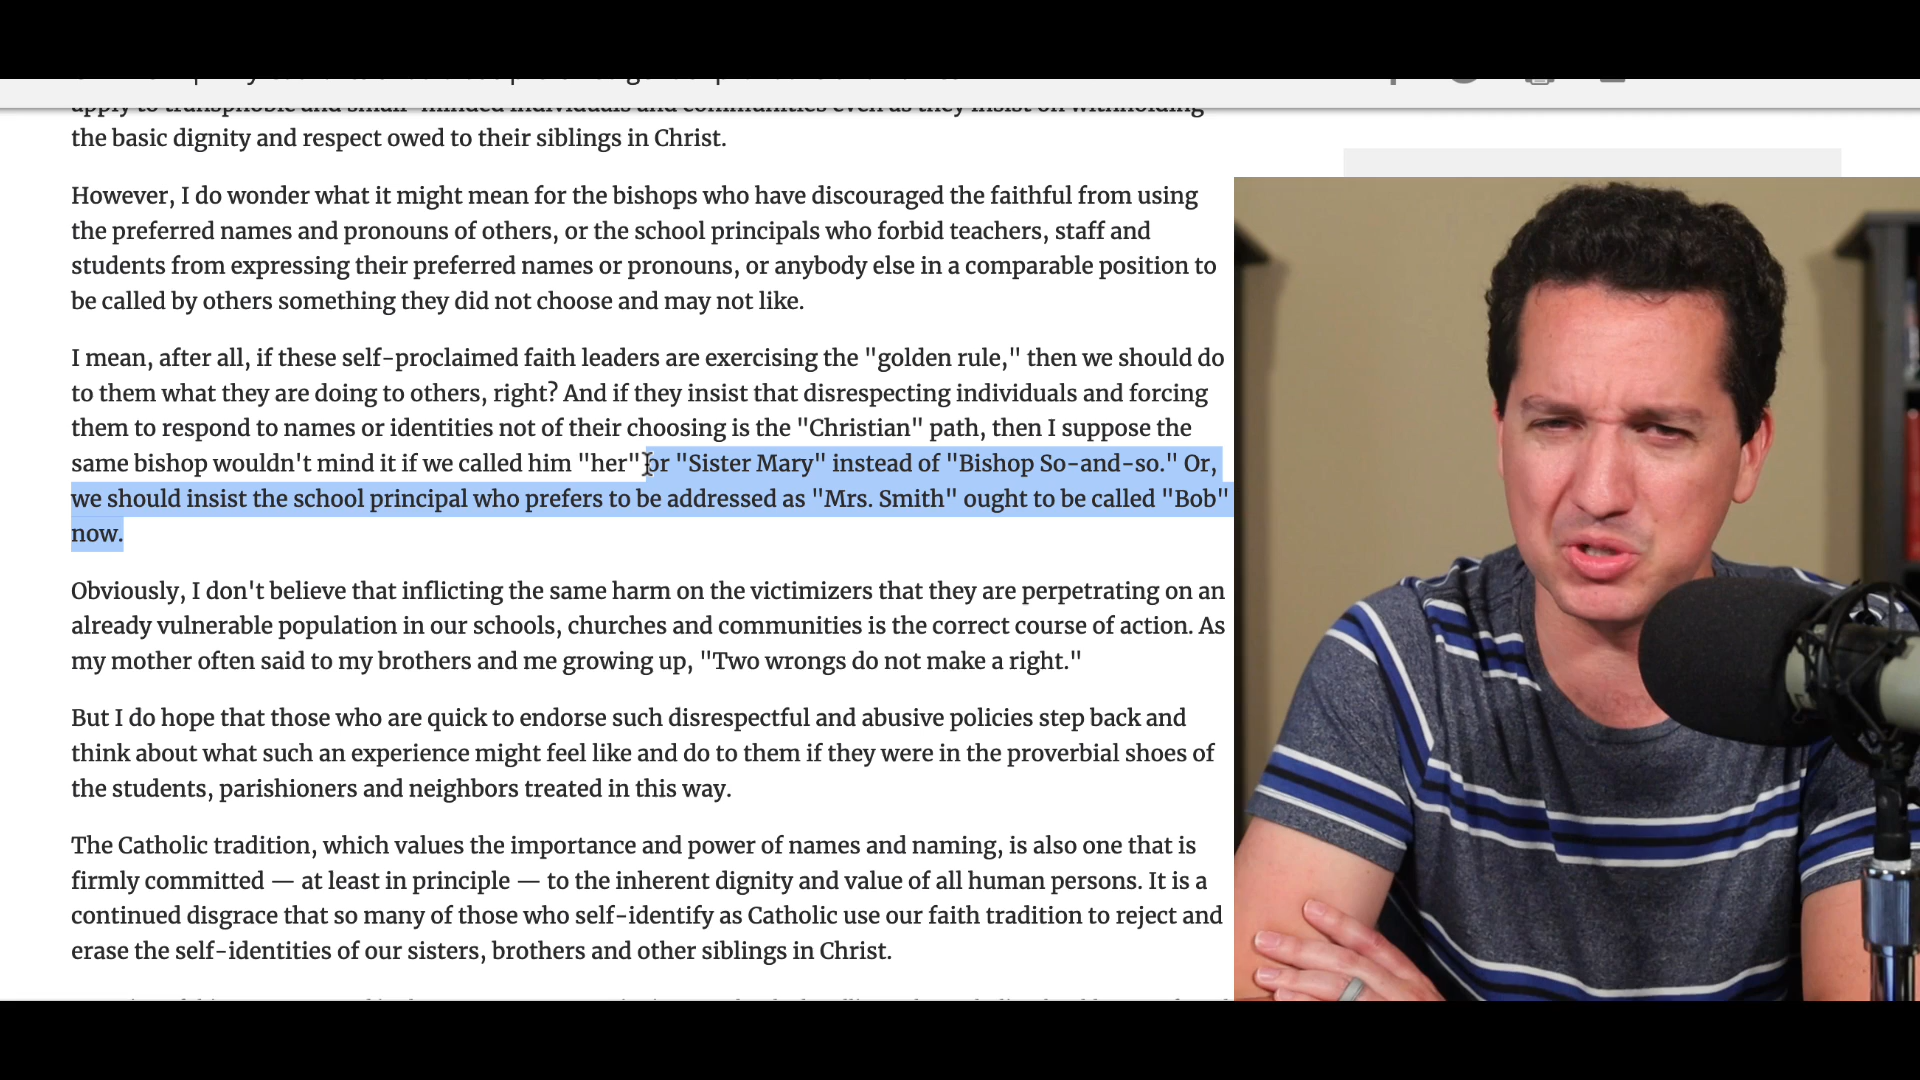 apply to transphobic and small-minded individuals and communities even as they insist on withholding
the basic dignity and respect owed to their siblings in Christ.
However, I do wonder what it might mean for the bishops who have discouraged the faithful from using
the preferred names and pronouns of others, or the school principals who forbid teachers, staff and
students from expressing their preferred names or pronouns, or anybody else in a comparable position to
be called by others something they did not choose and may not like.
I mean, after all, if these self-proclaimed faith leaders are exercising the "golden rule," then we should do
to them what they are doing to others, right? And if they insist that disrespecting individuals and forcing
them to respond to names or identities not of their choosing is the "Christian" path, then I suppose the
same bishop wouldn't mind it if we called him "her" or "Sister Mary" instead of "Bishop So-and-so." Or,
we should insist the school principal who prefers to be addressed as "Mrs. Smith" ought to be called "Bob"
now.
Obviously, I don't believe that inflicting the same harm on the victimizers that they are perpetrating on an
already vulnerable population in our schools, churches and communities is the correct course of action. As
my mother often said to my brothers and me growing up, "Two wrongs do not make a right."
But I do hope that those who are quick to endorse such disrespectful and abusive policies step back and
think about what such an experience might feel like and do to them if they were in the proverbial shoes of
the students, parishioners and neighbors treated in this way.
The Catholic tradition, which values the importance and power of names and naming, is also one that is
firmly committed — at least in principle — to the inherent dignity and value of all human persons. It is a
continued disgrace that so many of those who self-identify as Catholic use our faith tradition to reject and
erase the self-identities of our sisters, brothers and other siblings in Christ.